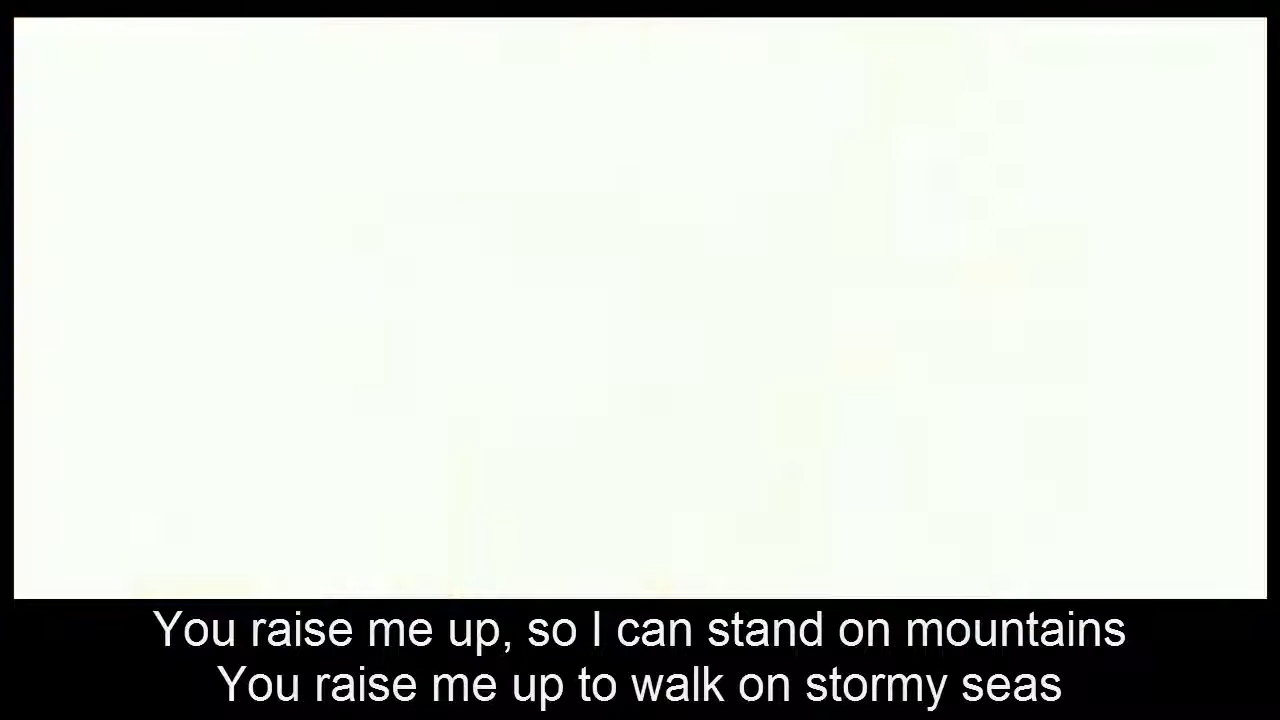 You raise me up, so I can stand on mountains
You raise me up to walk on stormy seas